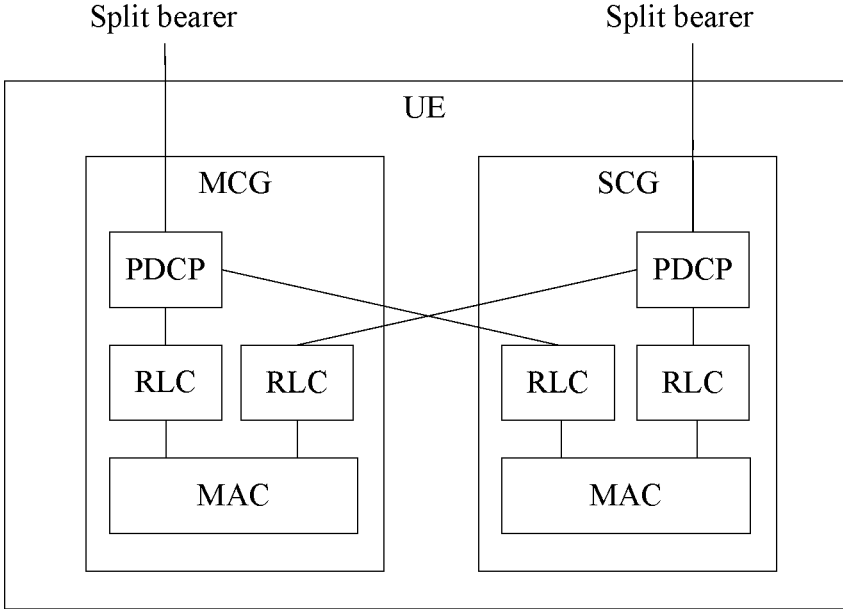 Split bearer
Split bearer
UE
MCG
SCG
PDCP
PDCP
RLC
RLC
RLC
RLC
MAC
MAC